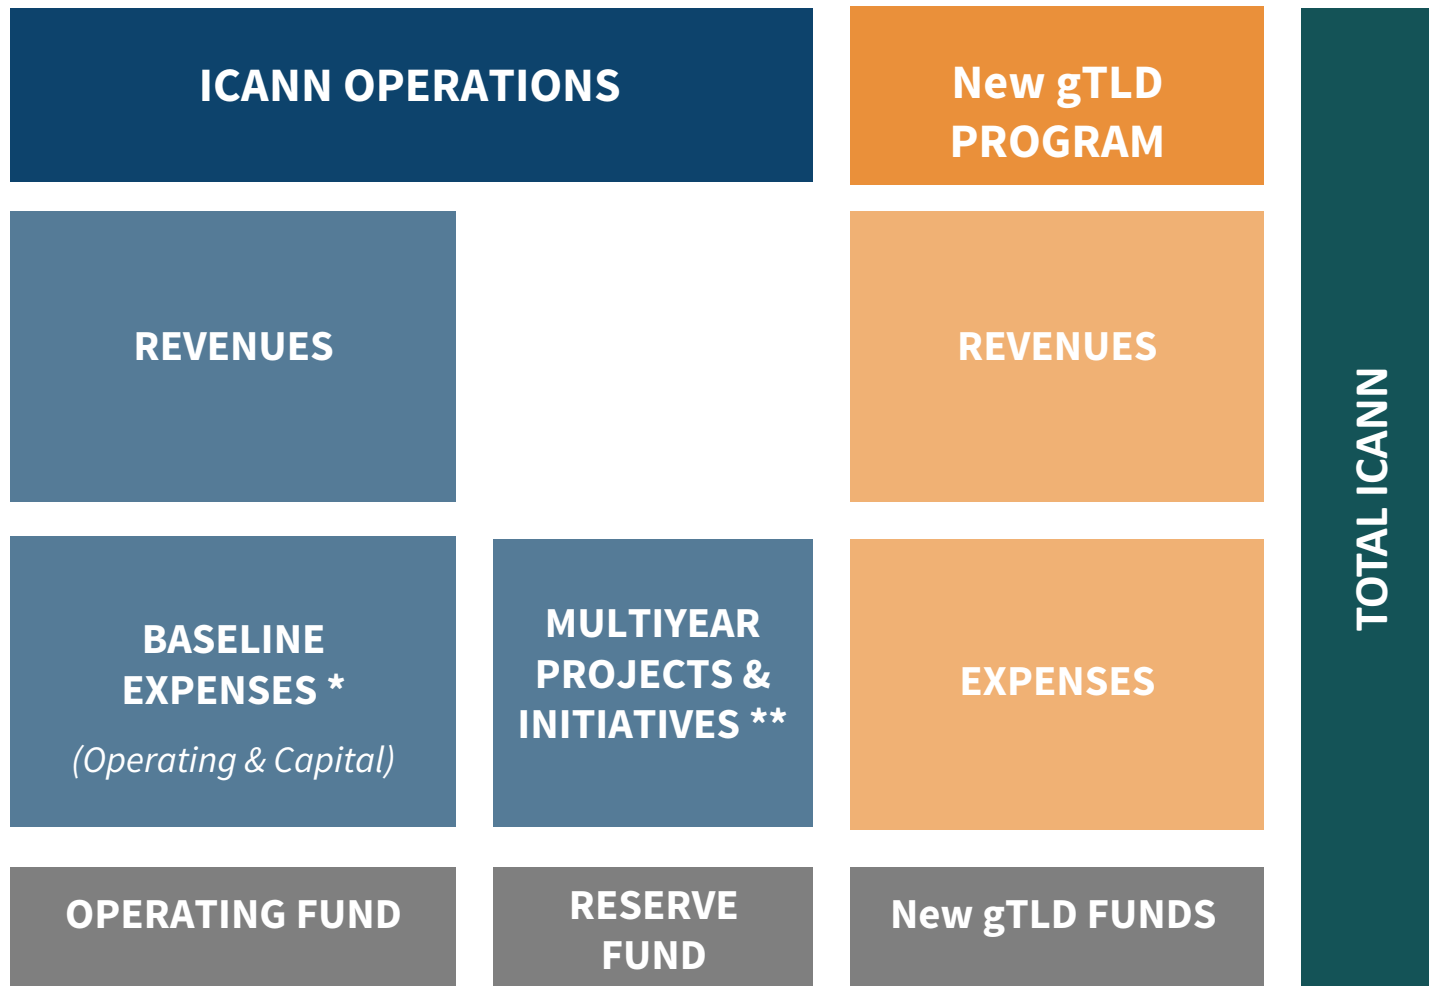 ICANN OPERATIONS
New gTLD
PROGRAM
REVENUES
REVENUES
BASELINE
EXPENSES *
(Operating & Capital)
MULTIYEAR
PROJECTS &
INITIATIVES **
EXPENSES
OPERATING FUND
RESERVE
FUND
New gTLD FUNDS
TOTAL ICANN